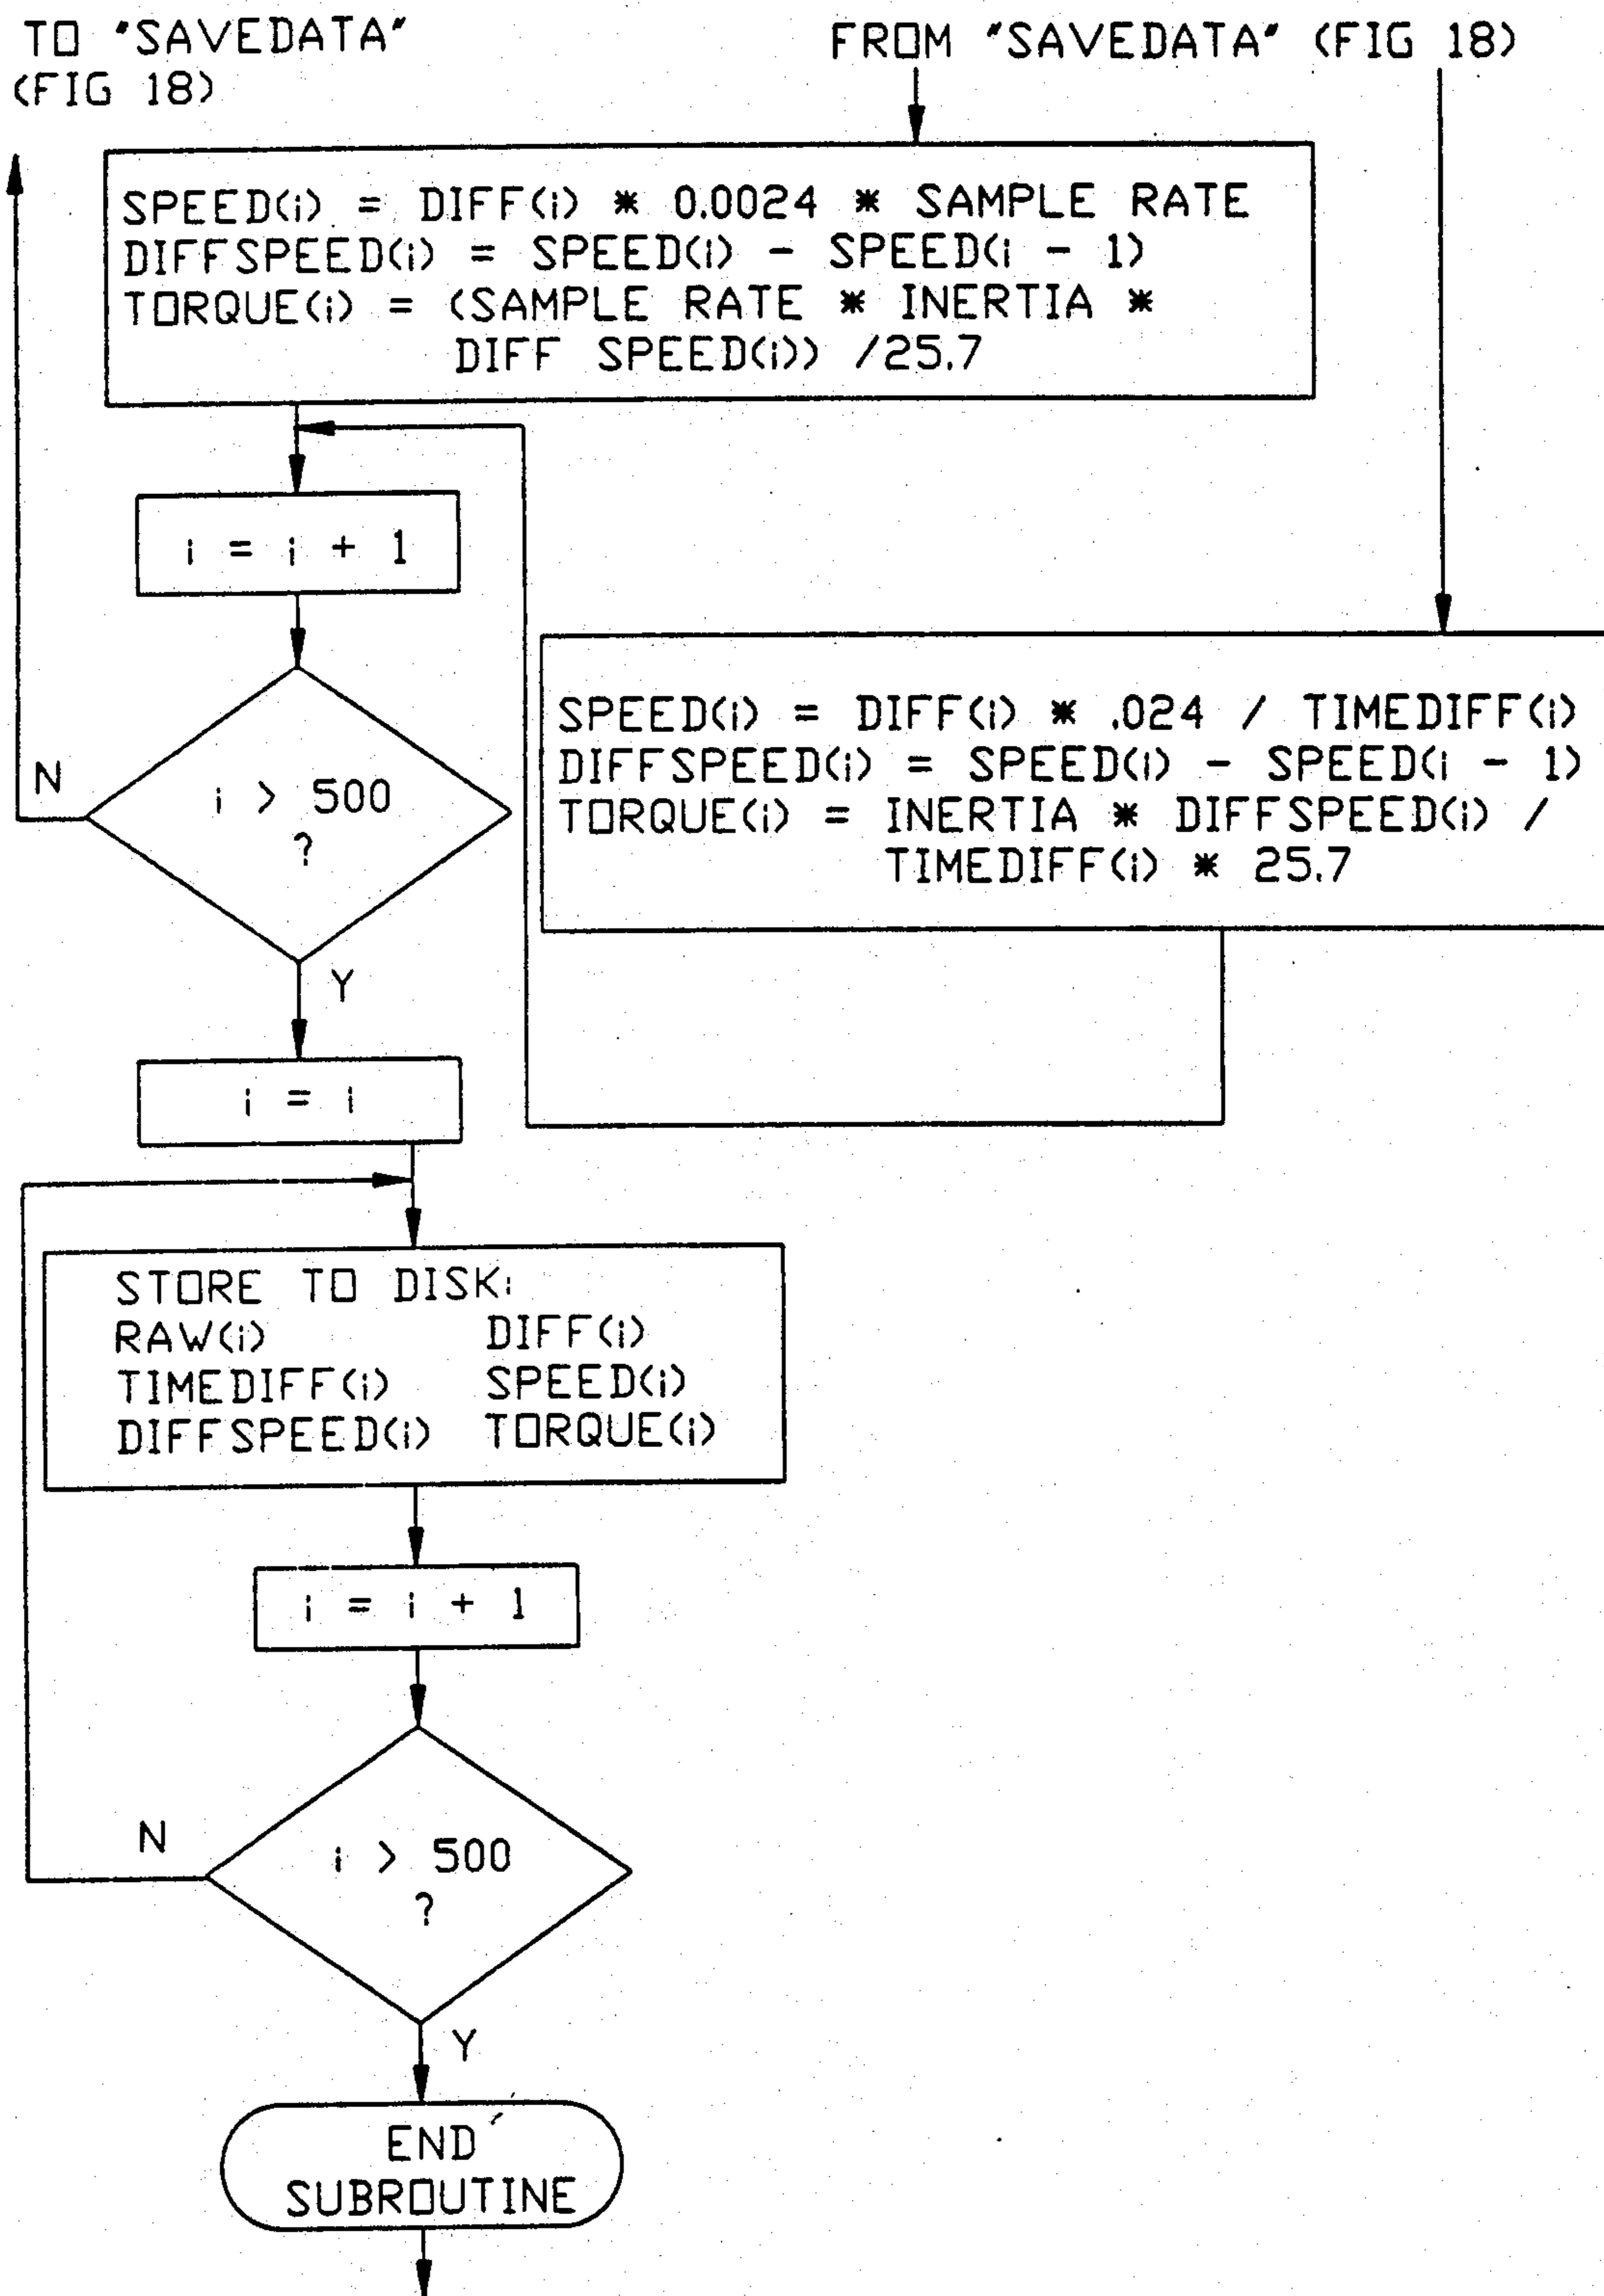 TO "SAVEDATA"
(FIG 18)
FROM "SAVEDATA" (FIG 18)
SPEED(i) = DIFF(i) * 0.0024 * SAMPLE RATE
DIFFSPEED(i) = SPEED(i) - SPEED(i - 1)
TORQUE(i) = (SAMPLE RATE * INERTIA *
DIFF SPEED(i)) /25.7
i = i + 1
SPEED(i) = DIFF(i) * .024 / TIMEDIFF(i)
DIFFSPEED(i) = SPEED(i) - SPEED(i - 1)
TORQUE(i) = INERTIA * DIFFSPEED(i) /
TIMEDIFF(i) * 25.7
N
i > 500
?
Y
i = i
STORE TO DISK:
RAW(i) DIFF(i)
TIMEDIFF(i) SPEED(i)
DIFFSPEED(i) TORQUE(i)
i = i + 1
N
i > 500
?
Y
END
SUBROUTINE